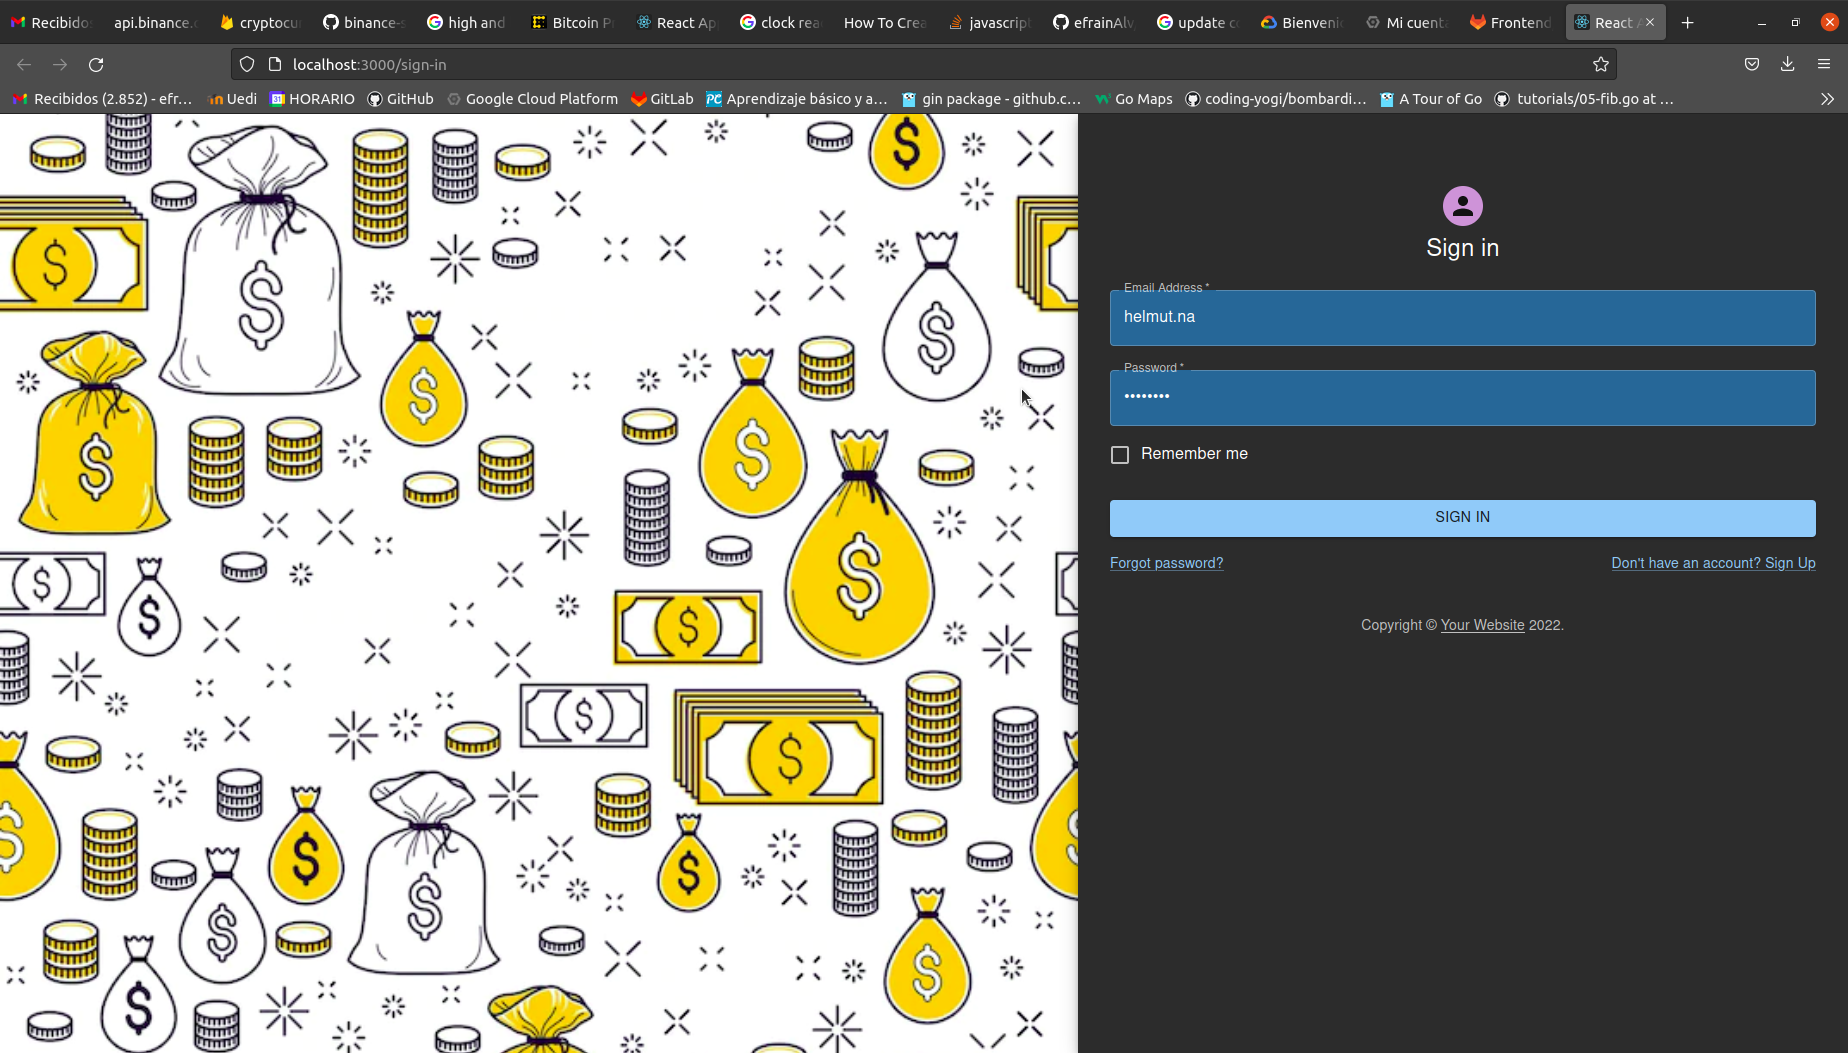 Recibidos
api.binance.c
cryptocu
binance-s
high and
Bitcoin P
React Ap
clock rea
How To Crea
javascript
efrainAlv
update c
Bienveni
Mi cuent
Frontend
React A
localhost:3000/sign-in
Recibidos (2.852) - efr...
Uedi
31
HORARIO
GitHub
Google Cloud Platform
GitLab
PC
Aprendizaje básico y a...
gin package - github.c...
Go Maps
coding-yogi/bombardi...
A Tour of Go
tutorials/05-fib.go at ...
Sign in
Email Address *
helmut.na
Password *
••••••••
Remember me
SIGN IN
Forgot password?
Don't have an account? Sign Up
Copyright © Your Website 2022.